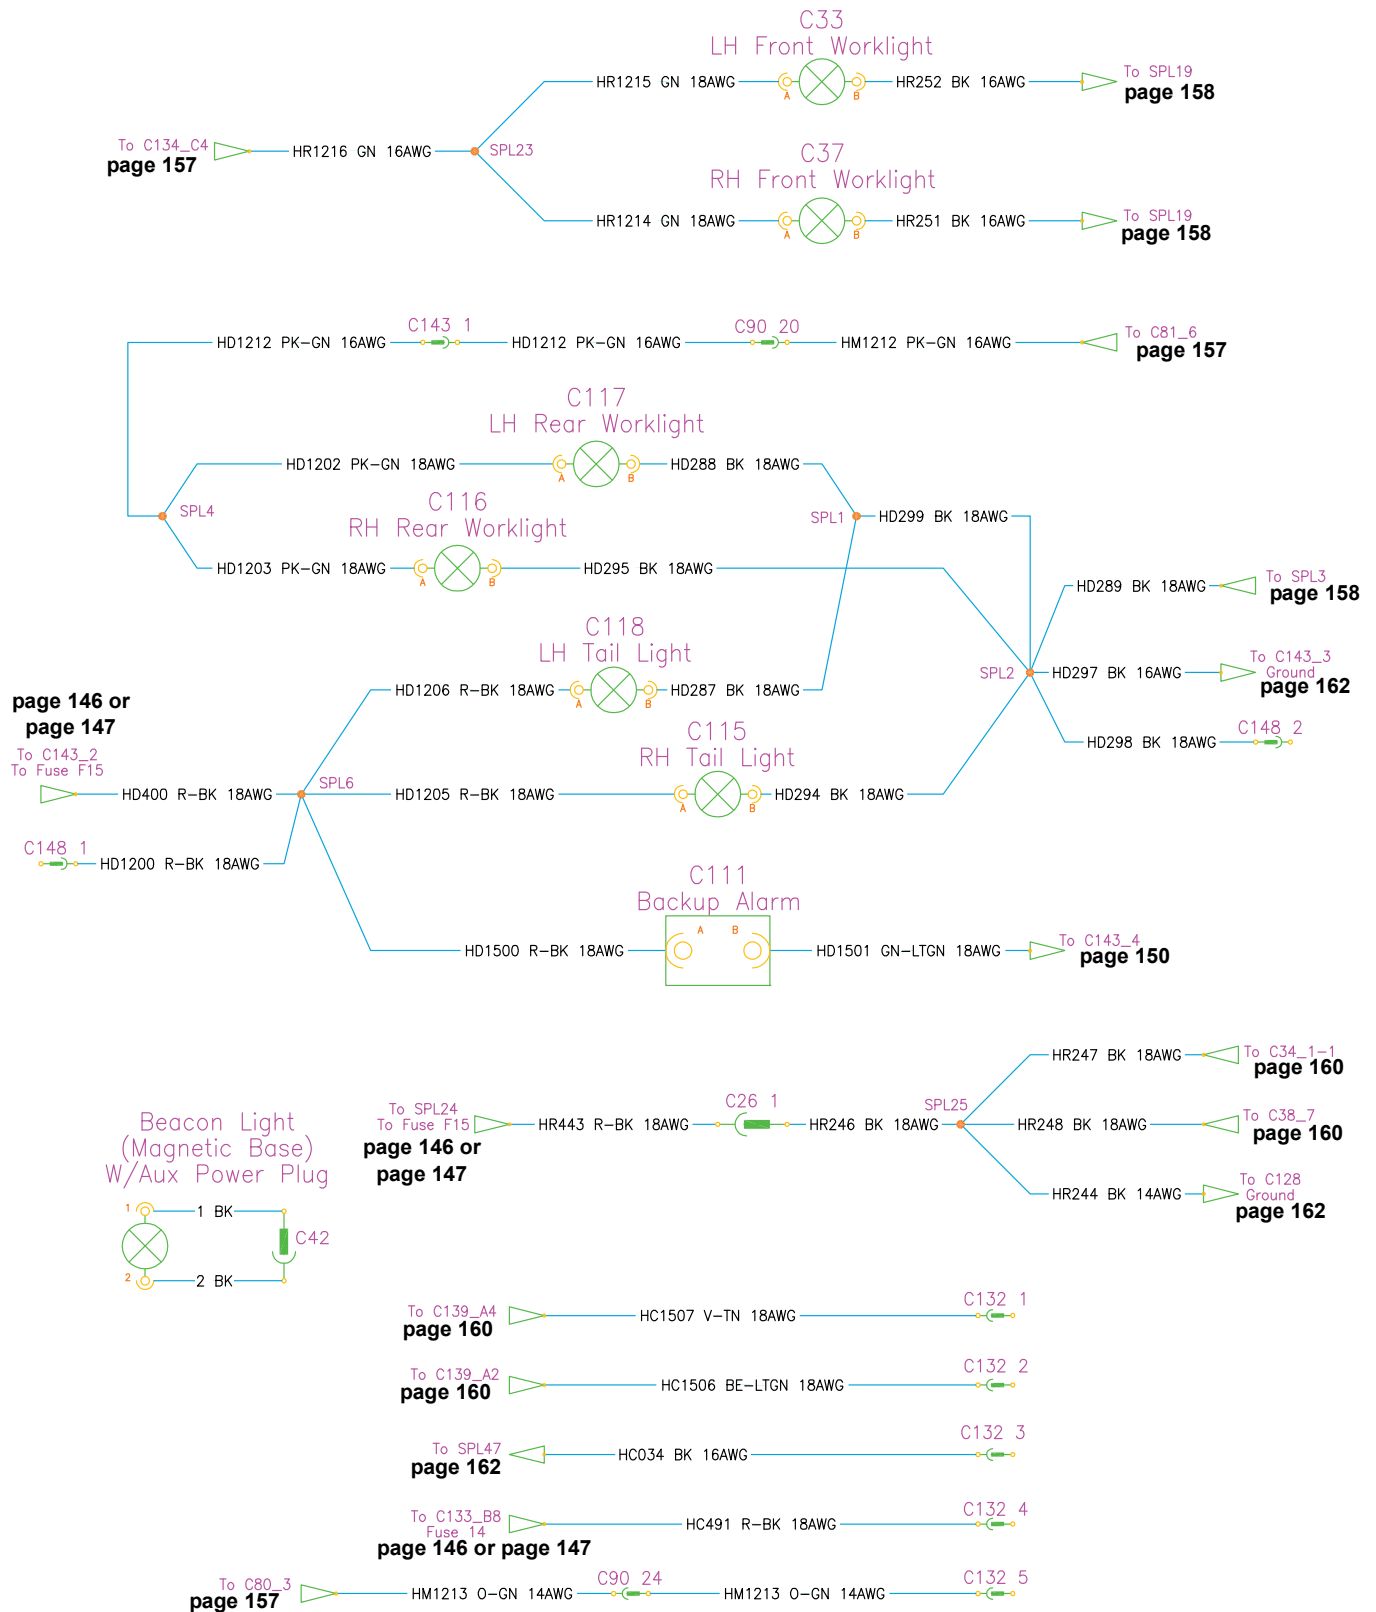 C33
LH Front Worklight
HR1215 GN 18AWG
A
B
HR252 BK 16AWG
To SPL19
page 158
To C134_C4
page 157
HR1216 GN 16AWG
SPL23
C37
RH Front Worklight
HR1214 GN 18AWG
A
B
HR251 BK 16AWG
To SPL19
page 158
HD1212 PK-GN 16AWG
C143 1
HD1212 PK-GN 16AWG
C90 20
HM1212 PK-GN 16AWG
To C81_6
page 157
C117
LH Rear Worklight
HD1202 PK-GN 18AWG
A
B
HD288 BK 18AWG
SPL4
C116
RH Rear Worklight
SPL1
HD299 BK 18AWG
HD1203 PK-GN 18AWG
A
B
HD295 BK 18AWG
HD289 BK 18AWG
To SPL3
page 158
C118
LH Tail Light
HD1206 R-BK 18AWG
A
B
HD287 BK 18AWG
SPL2
HD297 BK 16AWG
To C143_3
Ground
page 162
page 146 or
page 147
To C143_2
To Fuse F15
HD400 R-BK 18AWG
SPL6
C115
RH Tail Light
HD1205 R-BK 18AWG
A
B
HD294 BK 18AWG
HD298 BK 18AWG
C148 2
C148 1
HD1200 R-BK 18AWG
C111
Backup Alarm
A
B
HD1500 R-BK 18AWG
HD1501 GN-LTGN 18AWG
To C143_4
page 150
HR247 BK 18AWG
To C34_1-1
page 160
To SPL24
To Fuse F15
page 146 or
page 147
HR443 R-BK 18AWG
C26 1
HR246 BK 18AWG
SPL25
HR248 BK 18AWG
To C38_7
page 160
HR244 BK 14AWG
To C128
Ground
page 162
Beacon Light
(Magnetic Base)
W/Aux Power Plug
1
1 BK
C42
2
2 BK
To C139_A4
page 160
HC1507 V-TN 18AWG
C132 1
To C139_A2
page 160
HC1506 BE-LTGN 18AWG
C132 2
To SPL47
page 162
HC034 BK 16AWG
C132 3
To C133_B8
Fuse 14
page 146 or page 147
HC491 R-BK 18AWG
C132 4
To C80_3
page 157
HM1213 O-GN 14AWG
C90 24
HM1213 O-GN 14AWG
C132 5